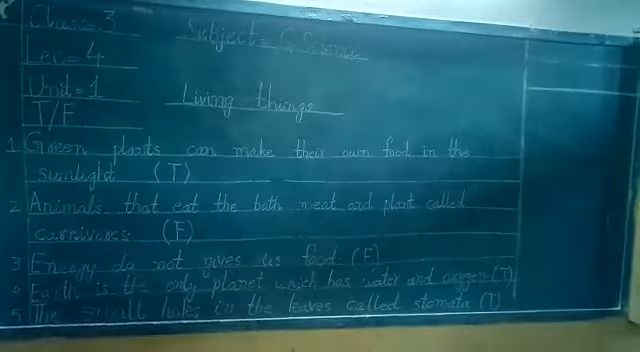 Class=3 Subject= G.Science
Lec= 4
Unit=1 Living things
T/F
1 Green plants can make their own food in the
sunlight (T)
2 Animals that eat the both meat and plant called
carnivores. (F)
3 Energy do not gives us food. (F)
4 Earth is the only planet which has water and oxygen (T)
5 The small holes in the leaves called stomata (T)